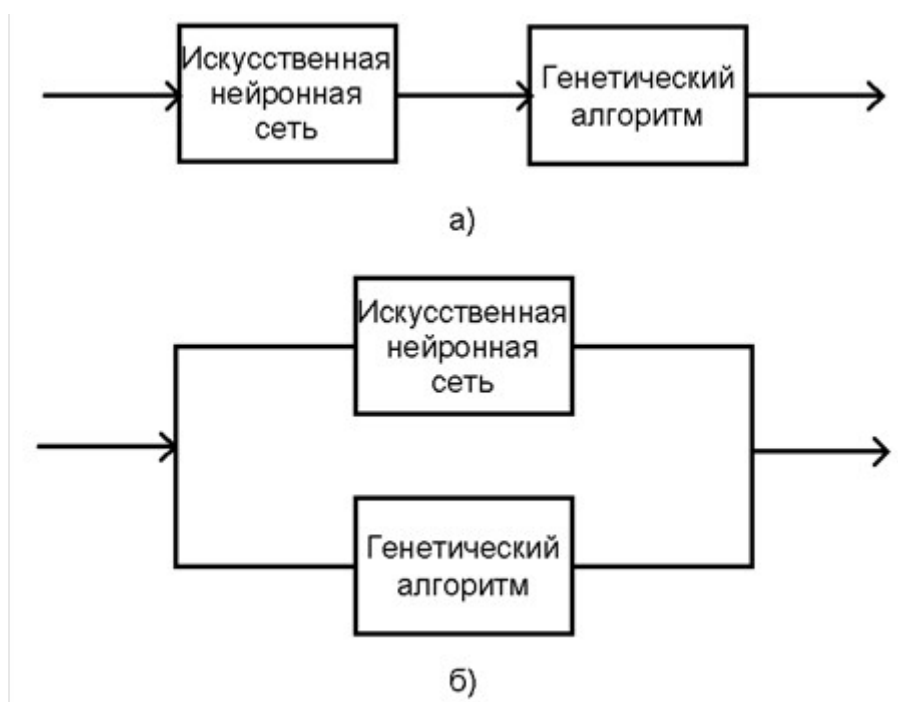 Искусственная
нейронная
сеть
Генетический
алгоритм
а)
Искусственная
нейронная
сеть
Генетический
алгоритм
б)